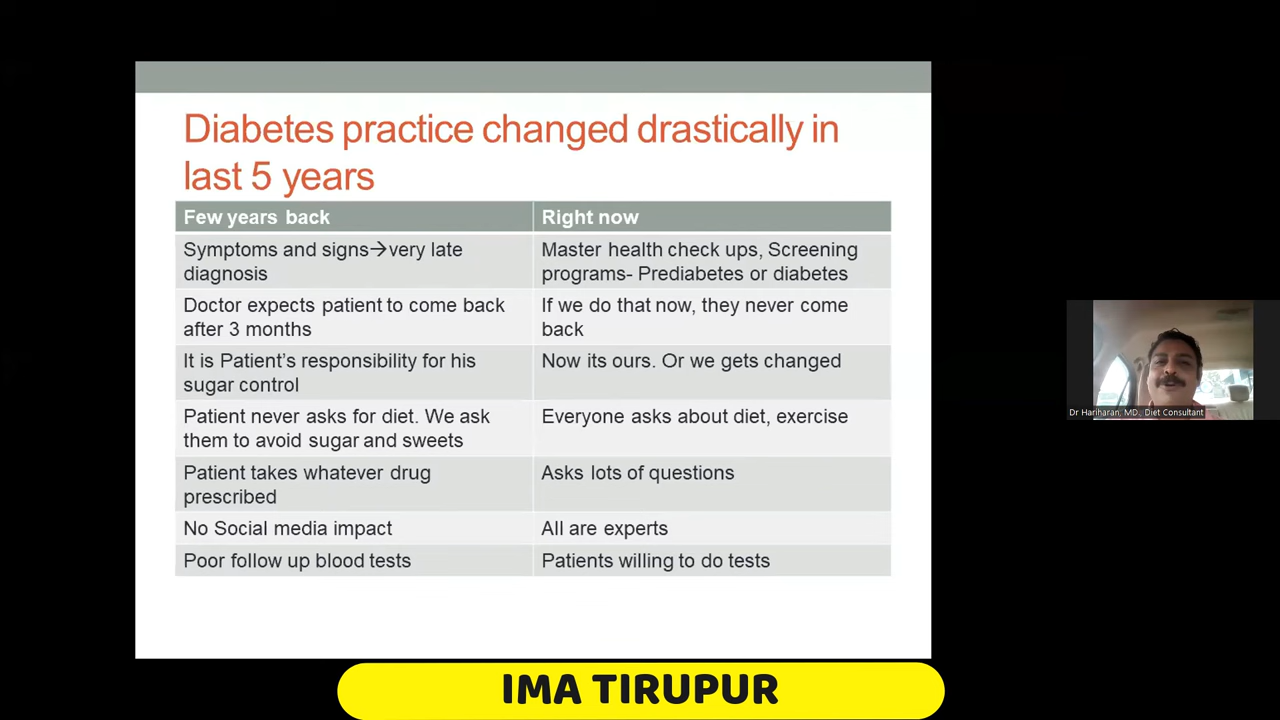 Diabetes practice changed drastically in
last 5 years
Few years back
Right now
Symptoms and signs→very late
diagnosis
Master health check ups, Screening
programs- Prediabetes or diabetes
Doctor expects patient to come back
after 3 months
If we do that now, they never come
back
It is Patient's responsibility for his
sugar control
Now its ours. Or we gets changed
Patient never asks for diet. We ask
them to avoid sugar and sweets
Everyone asks about diet, exercise
Patient takes whatever drug
prescribed
Asks lots of questions
No Social media impact
All are experts
Poor follow up blood tests
Patients willing to do tests
Dr Hariharan, MD., Diet Consultant
IMA TIRUPUR